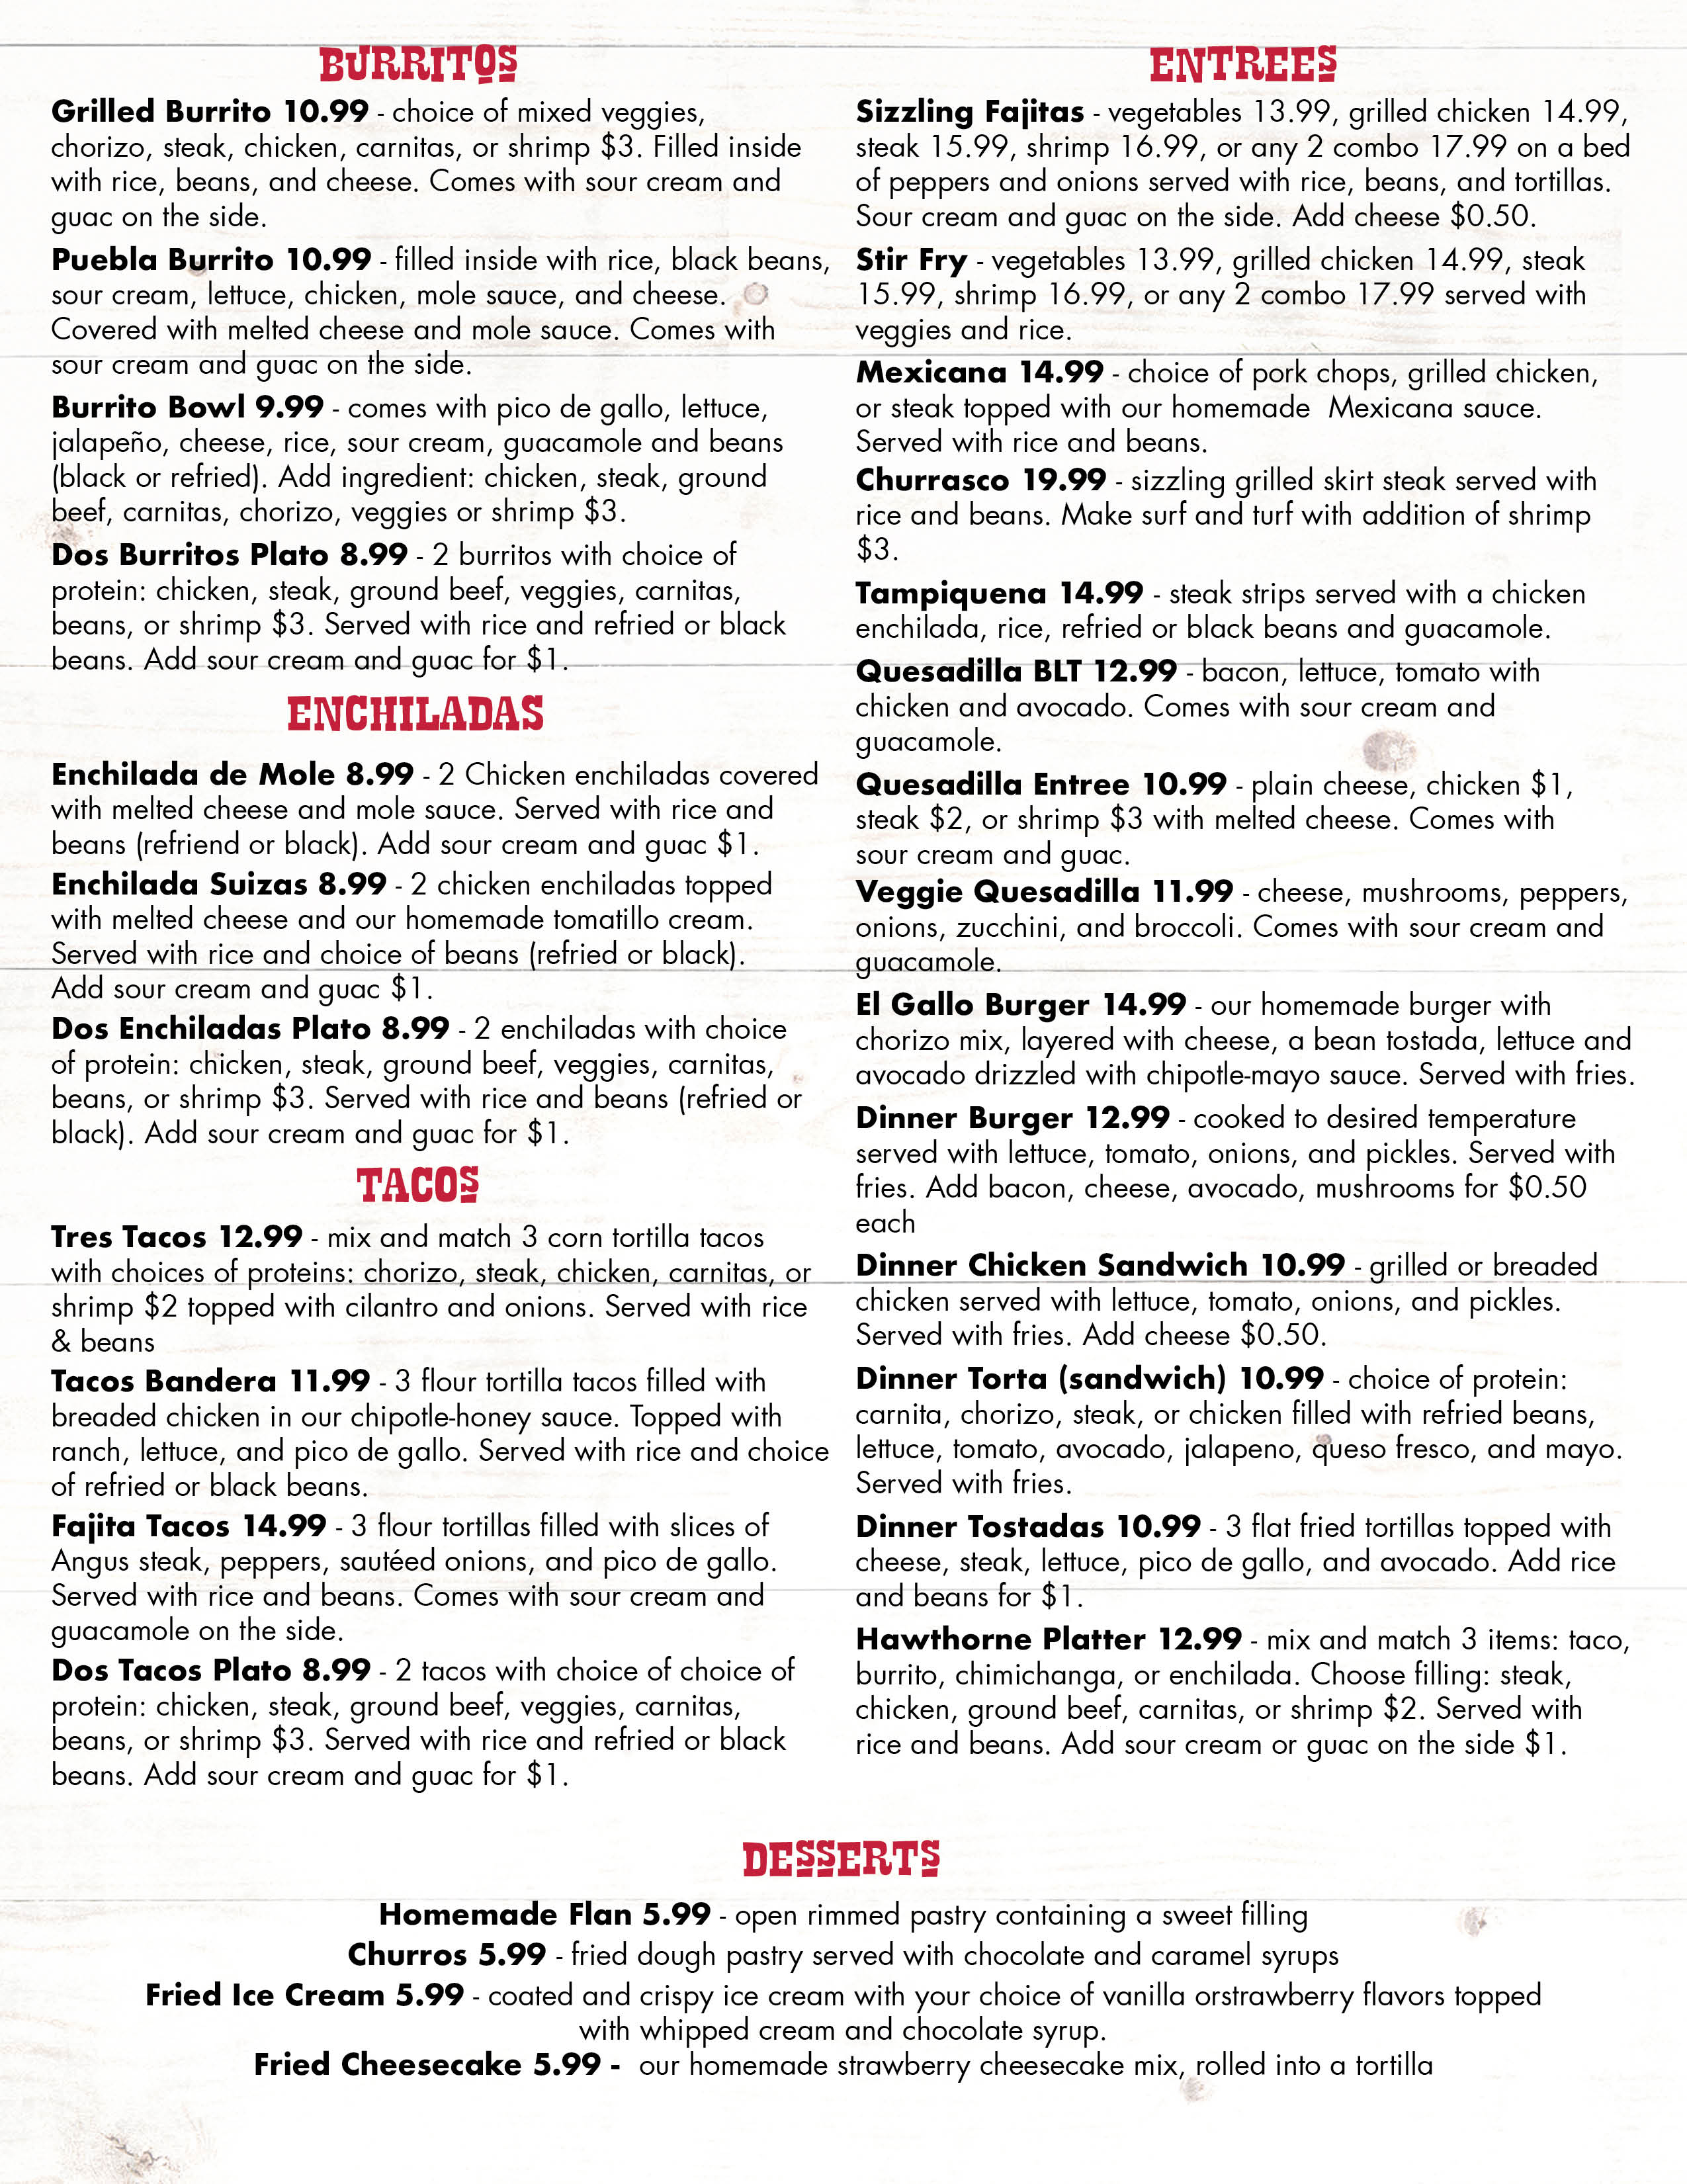 BURRITOS
Grilled Burrito 10.99 - choice of mixed veggies,
chorizo, steak, chicken, carnitas, or shrimp $3. Filled inside
with rice, beans, and cheese. Comes with sour cream and
guac on the side.
Puebla Burrito 10.99 - filled inside with rice, black beans,
sour cream, lettuce, chicken, mole sauce, and cheese.
Covered with melted cheese and mole sauce. Comes with
sour cream and guac on the side.
Burrito Bowl 9.99 - comes with pico de gallo, lettuce,
jalapeño, cheese, rice, sour cream, guacamole and beans
(black or refried). Add ingredient: chicken, steak, ground
beef, carnitas, chorizo, veggies or shrimp $3.
Dos Burritos Plato 8.99 - 2 burritos with choice of
protein: chicken, steak, ground beef, veggies, carnitas,
beans, or shrimp $3. Served with rice and refried or black
beans. Add sour cream and guac for $1.
ENCHILADAS
Enchilada de Mole 8.99 - 2 Chicken enchiladas covered
with melted cheese and mole sauce. Served with rice and
beans (refriend or black). Add sour cream and guac $1.
Enchilada Suizas 8.99 - 2 chicken enchiladas topped
with melted cheese and our homemade tomatillo cream.
Served with rice and choice of beans (refried or black).
Add sour cream and guac $1.
Dos Enchiladas Plato 8.99 - 2 enchiladas with choice
of protein: chicken, steak, ground beef, veggies, carnitas,
beans, or shrimp $3. Served with rice and beans (refried or
black). Add sour cream and guac for $1.
TACOS
Tres Tacos 12.99 - mix and match 3 corn tortilla tacos
with choices of proteins: chorizo, steak, chicken, carnitas, or
shrimp $2 topped with cilantro and onions. Served with rice
& beans
Tacos Bandera 11.99 - 3 flour tortilla tacos filled with
breaded chicken in our chipotle-honey sauce. Topped with
ranch, lettuce, and pico de gallo. Served with rice and choice
of refried or black beans.
Fajita Tacos 14.99 - 3 flour tortillas filled with slices of
Angus steak, peppers, sautéed onions, and pico de gallo.
Served with rice and beans. Comes with sour cream and
guacamole on the side.
Dos Tacos Plato 8.99 - 2 tacos with choice of choice of
protein: chicken, steak, ground beef, veggies, carnitas,
beans, or shrimp $3. Served with rice and refried or black
beans. Add sour cream and guac for $1.
ENTREES
Sizzling Fajitas - vegetables 13.99, grilled chicken 14.99,
steak 15.99, shrimp 16.99, or any 2 combo 17.99 on a bed
of peppers and onions served with rice, beans, and tortillas.
Sour cream and guac on the side. Add cheese $0.50.
Stir Fry - vegetables 13.99, grilled chicken 14.99, steak
15.99, shrimp 16.99, or any 2 combo 17.99 served with
veggies and rice.
Mexicana 14.99 - choice of pork chops, grilled chicken,
or steak topped with our homemade Mexicana sauce.
Served with rice and beans.
Churrasco 19.99 - sizzling grilled skirt steak served with
rice and beans. Make surf and turf with addition of shrimp
$3.
Tampiquena 14.99 - steak strips served with a chicken
enchilada, rice, refried or black beans and guacamole.
Quesadilla BLT 12.99 - bacon, lettuce, tomato with
chicken and avocado. Comes with sour cream and
guacamole.
Quesadilla Entree 10.99 - plain cheese, chicken $1,
steak $2, or shrimp $3 with melted cheese. Comes with
sour cream and guac.
Veggie Quesadilla 11.99 - cheese, mushrooms, peppers,
onions, zucchini, and broccoli. Comes with sour cream and
guacamole.
El Gallo Burger 14.99 - our homemade burger with
chorizo mix, layered with cheese, a bean tostada, lettuce and
avocado drizzled with chipotle-mayo sauce. Served with fries.
Dinner Burger 12.99 - cooked to desired temperature
served with lettuce, tomato, onions, and pickles. Served with
fries. Add bacon, cheese, avocado, mushrooms for $0.50
each
Dinner Chicken Sandwich 10.99 - grilled or breaded
chicken served with lettuce, tomato, onions, and pickles.
Served with fries. Add cheese $0.50.
Dinner Torta (sandwich) 10.99 - choice of protein:
carnita, chorizo, steak, or chicken filled with refried beans,
lettuce, tomato, avocado, jalapeno, queso fresco, and mayo.
Served with fries.
Dinner Tostadas 10.99 - 3 flat fried tortillas topped with
cheese, steak, lettuce, pico de gallo, and avocado. Add rice
and beans for $1.
Hawthorne Platter 12.99 - mix and match 3 items: taco,
burrito, chimichanga, or enchilada. Choose filling: steak,
chicken, ground beef, carnitas, or shrimp $2. Served with
rice and beans. Add sour cream or guac on the side $1.
DESSERTS
Homemade Flan 5.99 - open rimmed pastry containing a sweet filling
Churros 5.99 - fried dough pastry served with chocolate and caramel syrups
Fried Ice Cream 5.99 - coated and crispy ice cream with your choice of vanilla orstrawberry flavors topped
with whipped cream and chocolate syrup.
Fried Cheesecake 5.99 - our homemade strawberry cheesecake mix, rolled into a tortilla